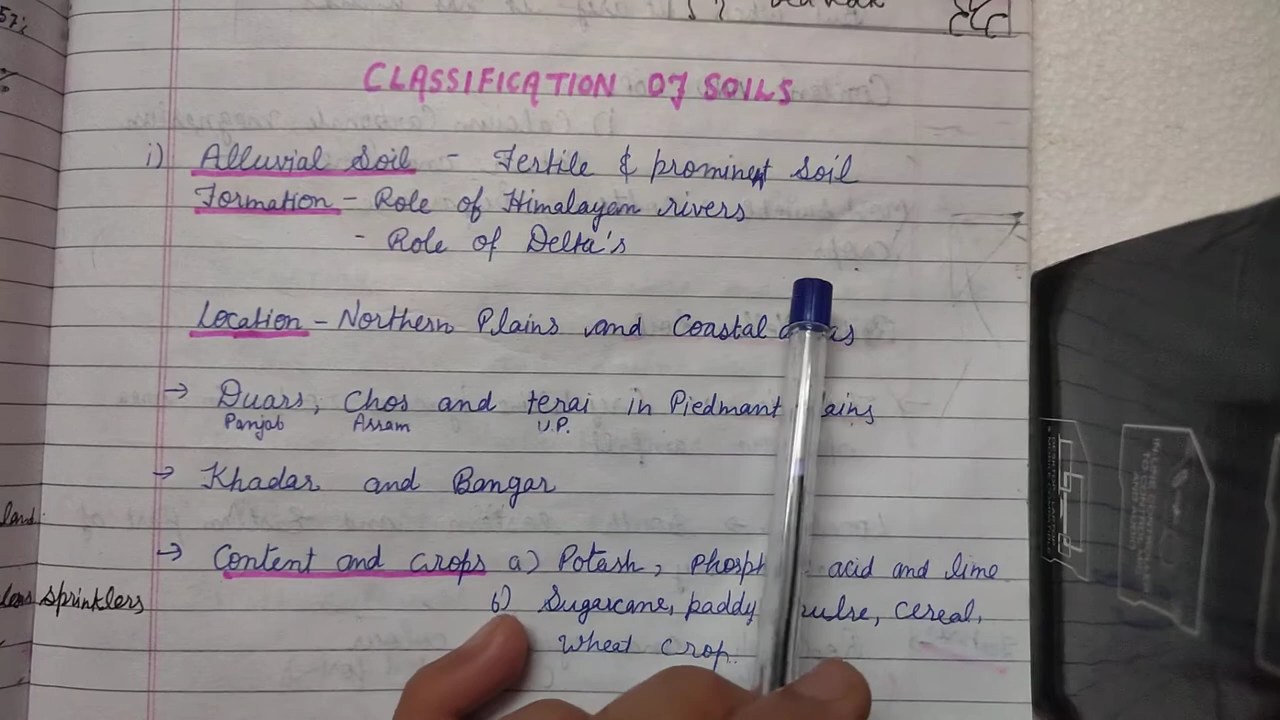 CLASSIFICATION OF SOILS
i) Alluvial Soil - Fertile & prominent soil
Formation - Role of Himalayan rivers
- Role of Delta's
Location - Northern Plains and Coastal
→ Duars, Chos and terai in Piedmant
Panjab Assam U.P.
→ Khadar and Bangar
→ Content and crops a) Potash, acid and lime
b) Sugarcane, paddy cereal,
wheat crop.
sprinklers